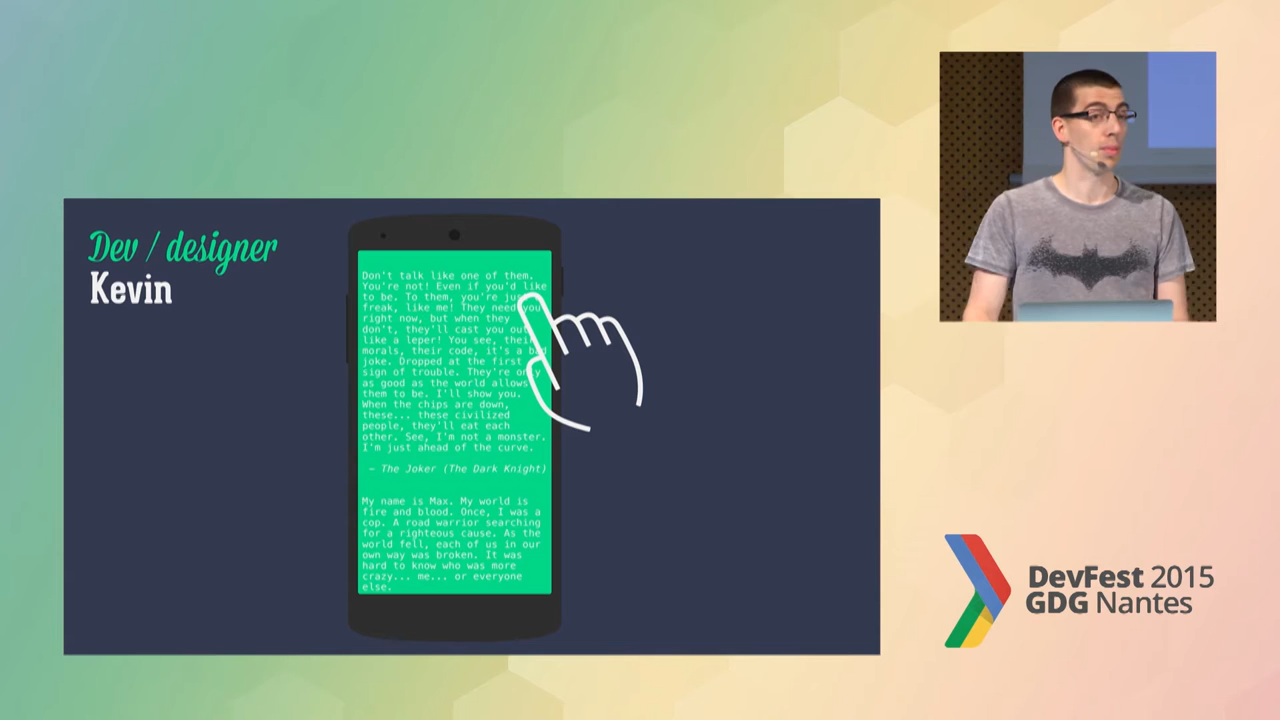 Dev / designer
Kevin
Don't talk like one of them.
You're not! Even if you'd like
to be. To them, you're just
freak, like me! They need you
right now, but when they
don't, they'll cast you out
like a leper! You see, their
morals, their code, it's a bad
joke. Dropped at the first
sign of trouble. They're only
as good as the world allows
them to be. I'll show you.
When the chips are down,
these... these civilized
people, they'll eat each
other. See, I'm not a monster.
I'm just ahead of the curve.
— The Joker (The Dark Knight)
My name is Max. My world is
fire and blood. Once, I was a
cop. A road warrior searching
for a righteous cause. As the
world fell, each of us in our
own way was broken. It was
hard to know who was more
crazy... me... or everyone
else.
DevFest 2015
GDG Nantes